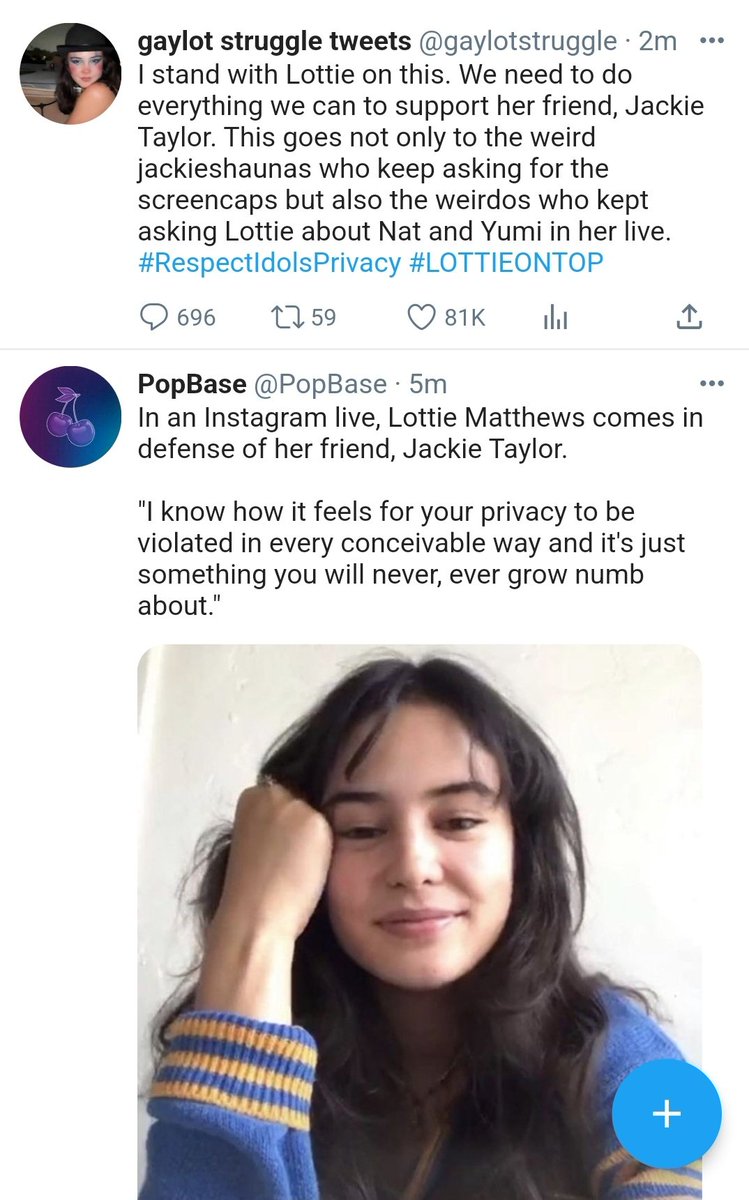 gaylot struggle tweets @gaylotstruggle · 2m
I stand with Lottie on this. We need to do
everything we can to support her friend, Jackie
Taylor. This goes not only to the weird
jackieshaunas who keep asking for the
screencaps but also the weirdos who kept
asking Lottie about Nat and Yumi in her live.
#RespectIdolsPrivacy #LOTTIEONTOP
696 59 81K
PopBase @PopBase · 5m
In an Instagram live, Lottie Matthews comes in
defense of her friend, Jackie Taylor.
"I know how it feels for your privacy to be
violated in every conceivable way and it's just
something you will never, ever grow numb
about."